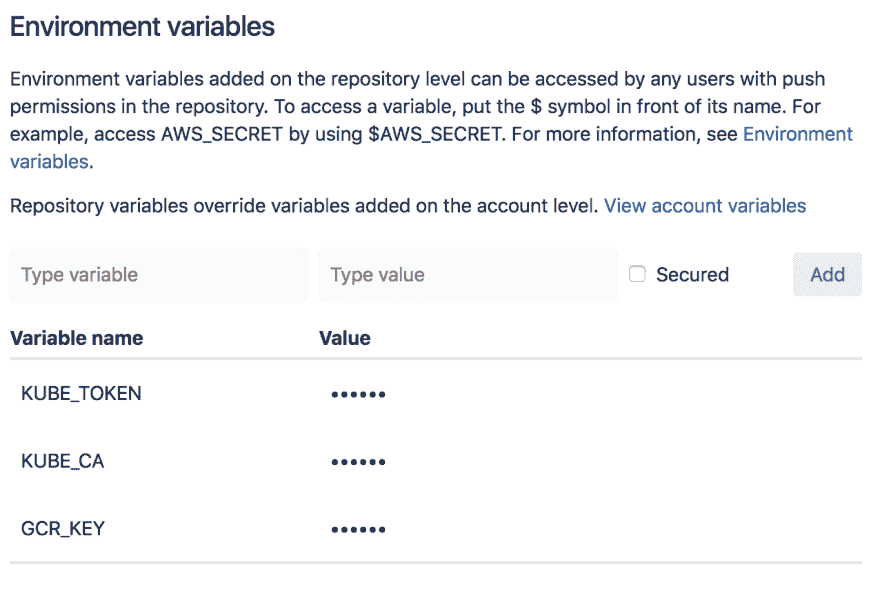 Environment variables
Environment variables added on the repository level can be accessed by any users with push
permissions in the repository. To access a variable, put the $ symbol in front of its name. For
example, access AWS_SECRET by using $AWS_SECRET. For more information, see Environment
variables.
Repository variables override variables added on the account level. View account variables
Type variable Type value Secured Add
Variable name Value
KUBE_TOKEN ••••••
KUBE_CA ••••••
GCR_KEY ••••••